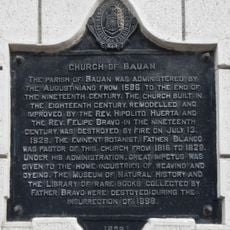 CHURCH OF BAUAN
THE PARISH OF BAUAN WAS ADMINISTERED BY
THE AUGUSTINIANS FROM 1596 TO THE END OF
THE NINETEENTH CENTURY. THE CHURCH BUILT IN
THE EIGHTEENTH CENTURY, REMODELLED, AND
IMPROVED BY THE REV. HIPOLITO HUERTA AND
THE REV. FELIPE BRAVO IN THE NINETEENTH
CENTURY WAS DESTROYED BY FIRE ON JULY 13,
1928. THE EMINENT BOTANIST, FATHER BLANCO
WAS PASTOR OF THIS CHURCH FROM 1816 TO 1829.
UNDER HIS ADMINISTRATION, GREAT IMPETUS WAS
GIVEN TO THE HOME INDUSTRIES OF WEAVING AND
DYEING. THE MUSEUM OF NATURAL HISTORY AND
THE LIBRARY OF RARE BOOKS COLLECTED BY
FATHER BRAVO WERE DESTROYED DURING THE
INSURRECTION OF 1898.